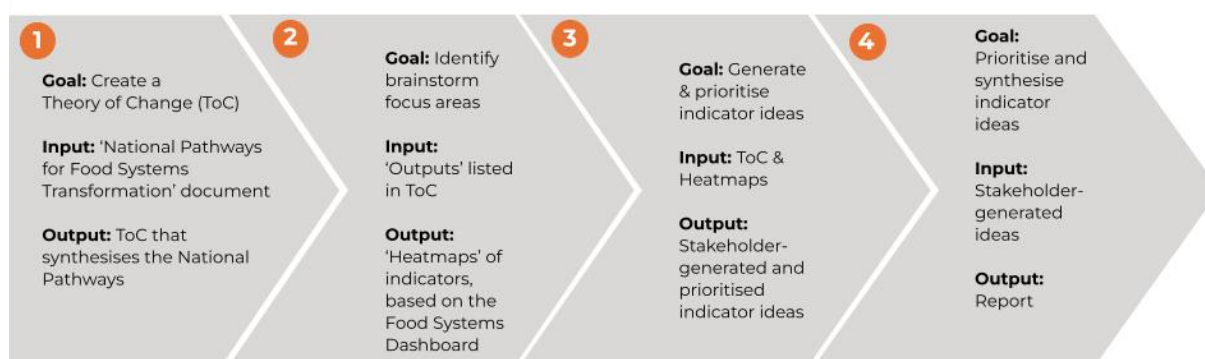 1
Goal: Create a
Theory of Change (ToC)
Input: ‘National Pathways
for Food Systems
Transformation’ document
Output: ToC that
synthesises the National
Pathways
2
Goal: Identify
brainstorm
focus areas
Input:
‘Outputs’ listed
in ToC
Output:
‘Heatmaps’ of
indicators,
based on the
Food Systems
Dashboard
3
Goal: Generate
& prioritise
indicator ideas
Input: ToC &
Heatmaps
Output:
Stakeholder-
generated and
prioritised
indicator ideas
4
Goal:
Prioritise and
synthesise
indicator
ideas
Input:
Stakeholder-
generated
ideas
Output:
Report